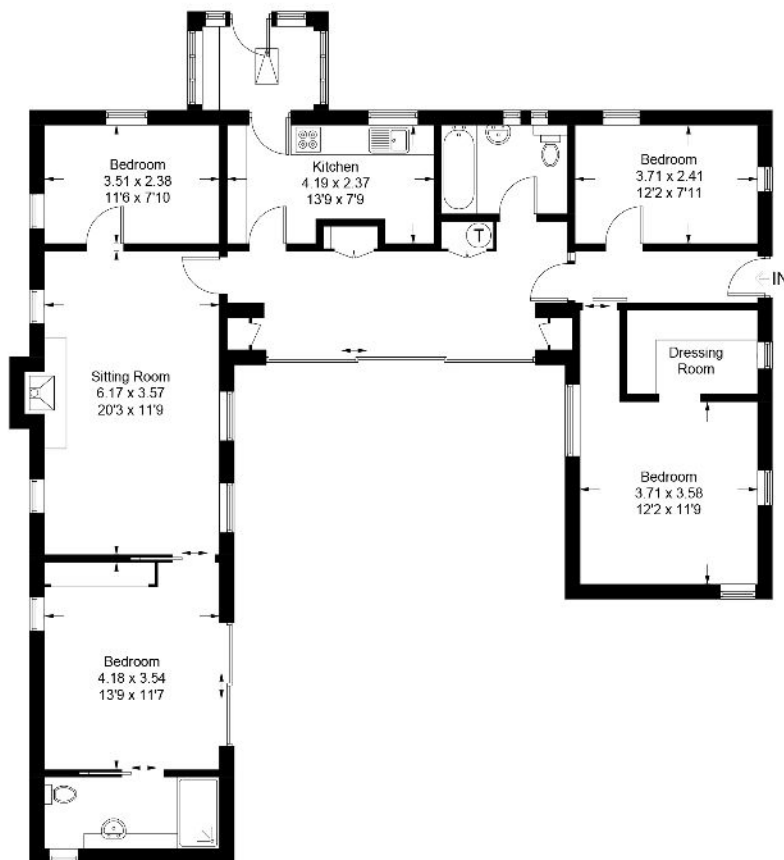 Bedroom
3.51 x 2.38
11'6 x 7'10
Kitchen
4.19 x 2.37
13'9 x 7'9
Bedroom
3.71 x 2.41
12'2 x 7'11
T
IN
Sitting Room
6.17 x 3.57
20'3 x 11'9
Dressing
Room
Bedroom
3.71 x 3.58
12'2 x 11'9
Bedroom
4.18 x 3.54
13'9 x 11'7